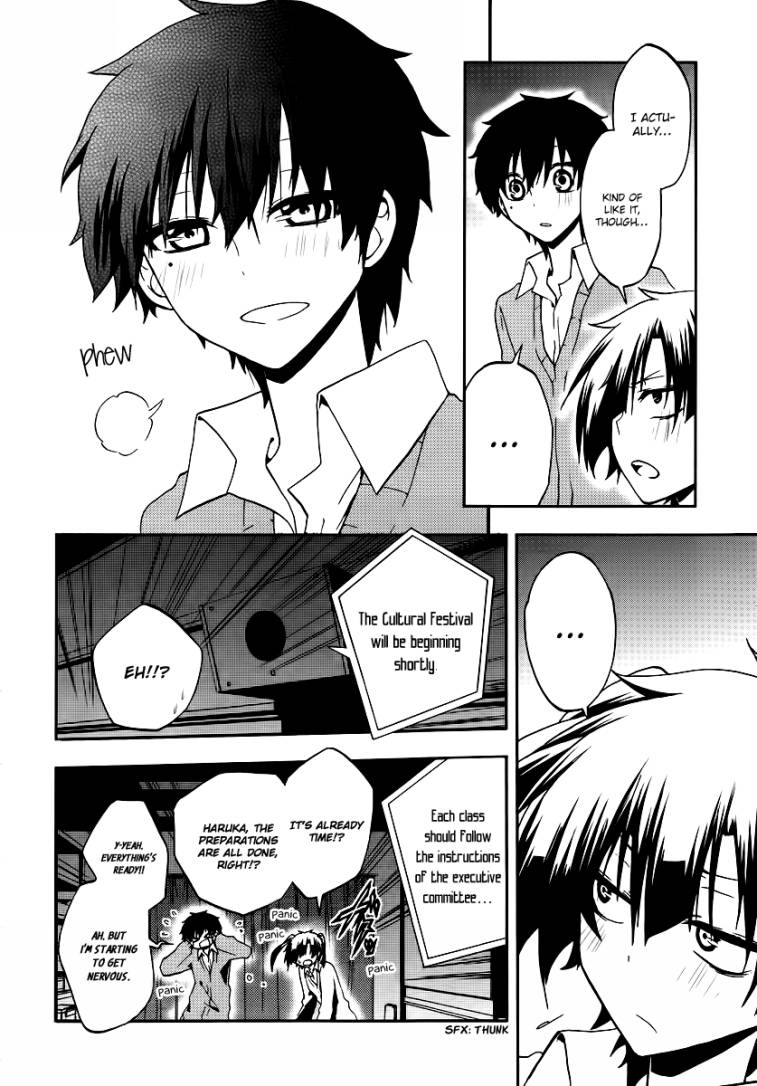 I ACTU-
ALLY...
KIND OF
LIKE IT,
THOUGH...
...
phew
...
The Cultural Festival
will be beginning
shortly.
EH!!?
Each class
should follow
the instructions
of the executive
committee...
IT'S ALREADY
TIME!?
HARUKA, THE
PREPARATIONS
ARE ALL DONE,
RIGHT!?
Y-YEAH.
EVERYTHING'S
READY!!
AH, BUT
I'M STARTING
TO GET
NERVOUS.
panic
panic
panic
panic
SFX: THUNK